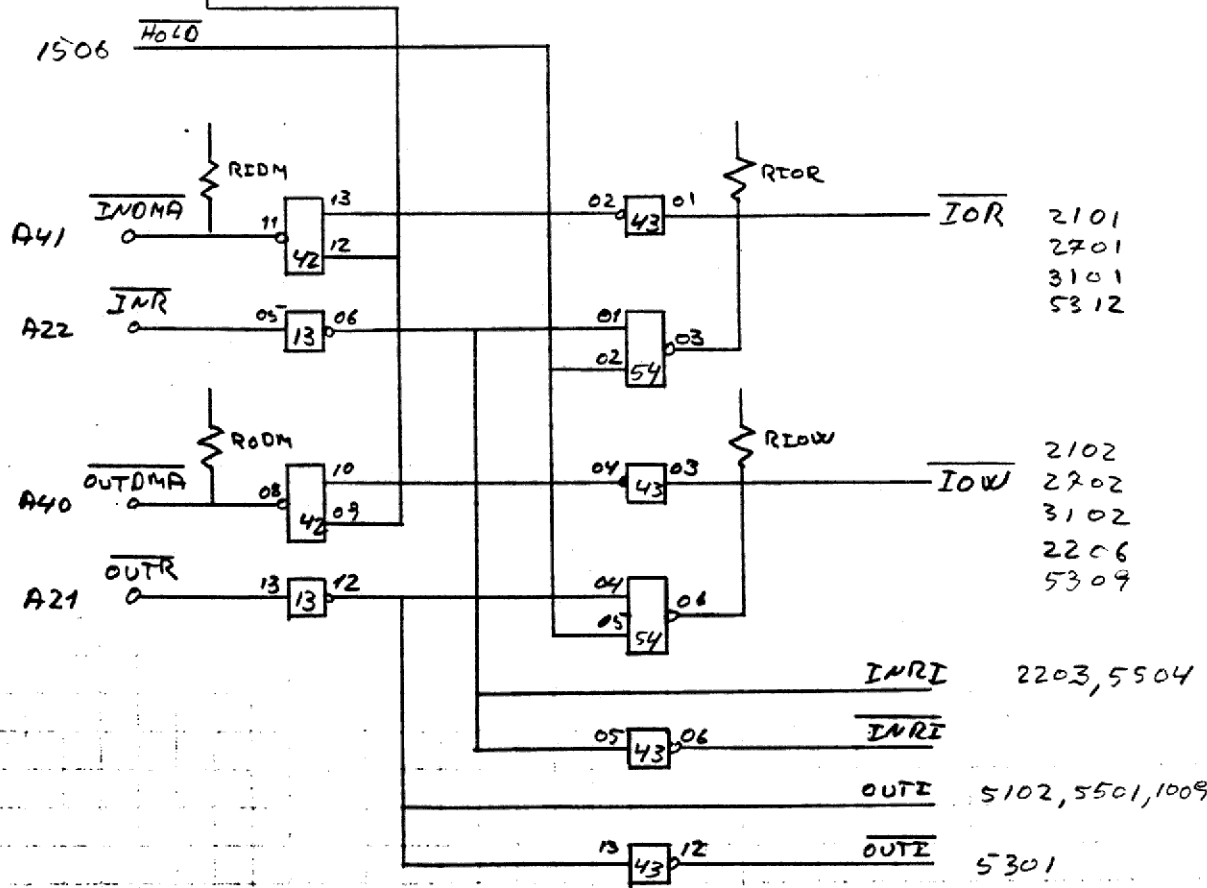 1506 HOLD
RIDM
RIOR
INDMA
A41
11 13 12 42
02 43 01
IOR 2101
2701
3101
5312
INR
A22
05 13 06
01 02 54 03
RODM
RIOW
OUTDMA
A40
08 10 09 42
04 43 03
IOW 2102
2702
3102
2206
5309
OUTR
A21
13 13 12
04 05 54 06
INRI 2203, 5504
05 43 06 INRI
OUTI 5102, 5501, 1009
13 43 12 OUTI 5301